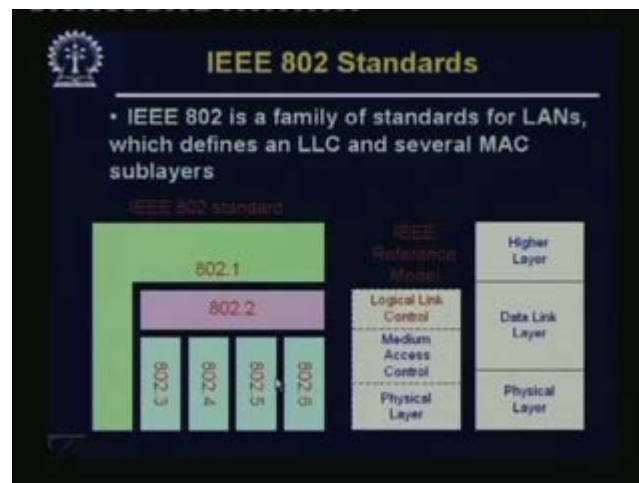 IEEE 802 Standards
• IEEE 802 is a family of standards for LANs,
which defines an LLC and several MAC
sublayers
IEEE 802 standard
802.1
802.2
802.3
802.4
802.5
802.6
IEEE
Reference
Model
Logical Link
Control
Medium
Access
Control
Physical
Layer
Higher
Layer
Data Link
Layer
Physical
Layer